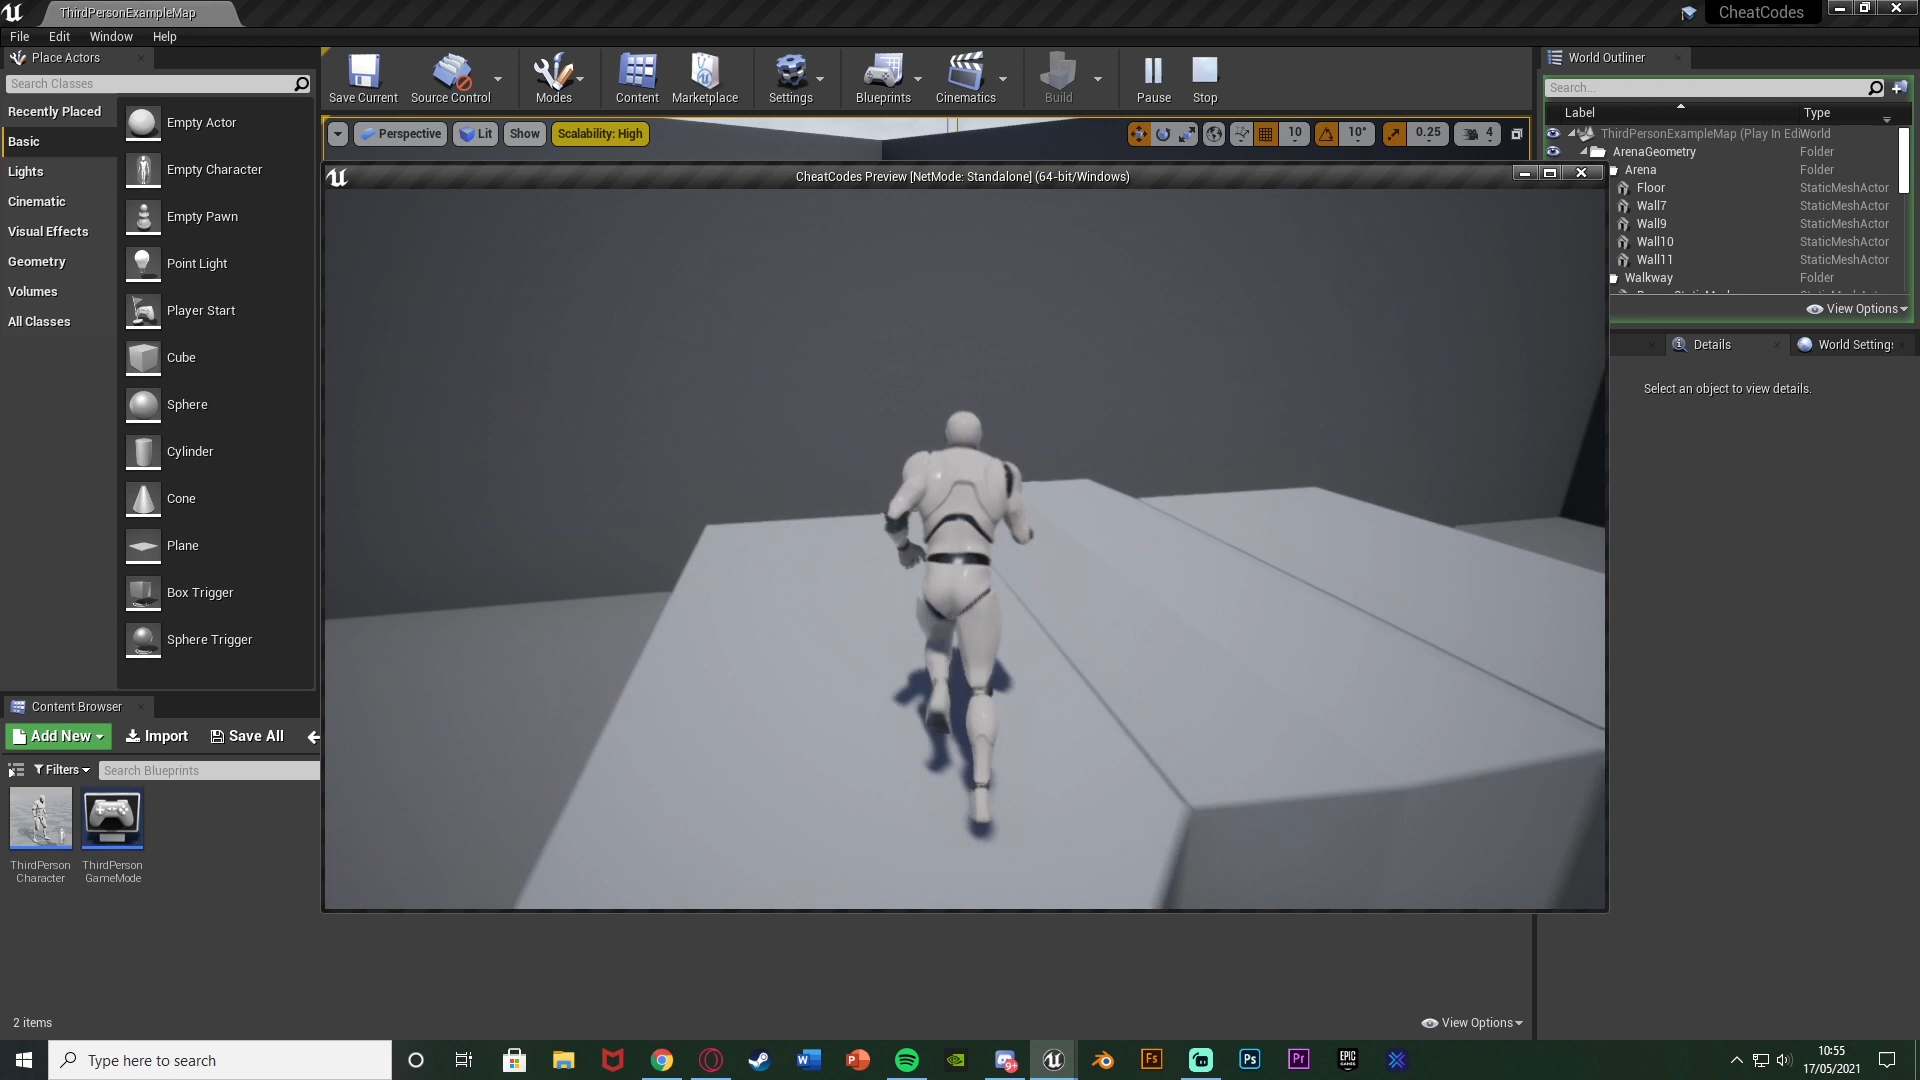 ThirdPersonExampleMap
CheatCodes
File Edit Window Help
Place Actors
Search Classes
Recently Placed
Basic
Lights
Cinematic
Visual Effects
Geometry
Volumes
All Classes
Empty Actor
Empty Character
Empty Pawn
Point Light
Player Start
Cube
Sphere
Cylinder
Cone
Plane
Box Trigger
Sphere Trigger
Save Current
Source Control
Modes
Content
Marketplace
Settings
Blueprints
Cinematics
Build
Pause
Stop
Perspective
Lit
Show
Scalability: High
10
10°
0.25
4
CheatCodes Preview [NetMode: Standalone] (64-bit/Windows)
World Outliner
Search...
Label Type
ThirdPersonExampleMap (Play In Edi World
ArenaGeometry Folder
Arena Folder
Floor StaticMeshActor
Wall7 StaticMeshActor
Wall9 StaticMeshActor
Wall10 StaticMeshActor
Wall11 StaticMeshActor
Walkway Folder
View Options
Details
World Settings
Select an object to view details.
Content Browser
Add New
Import
Save All
Filters
Search Blueprints
ThirdPerson
Character
ThirdPerson
GameMode
2 items
View Options
Type here to search
10:55
17/05/2021